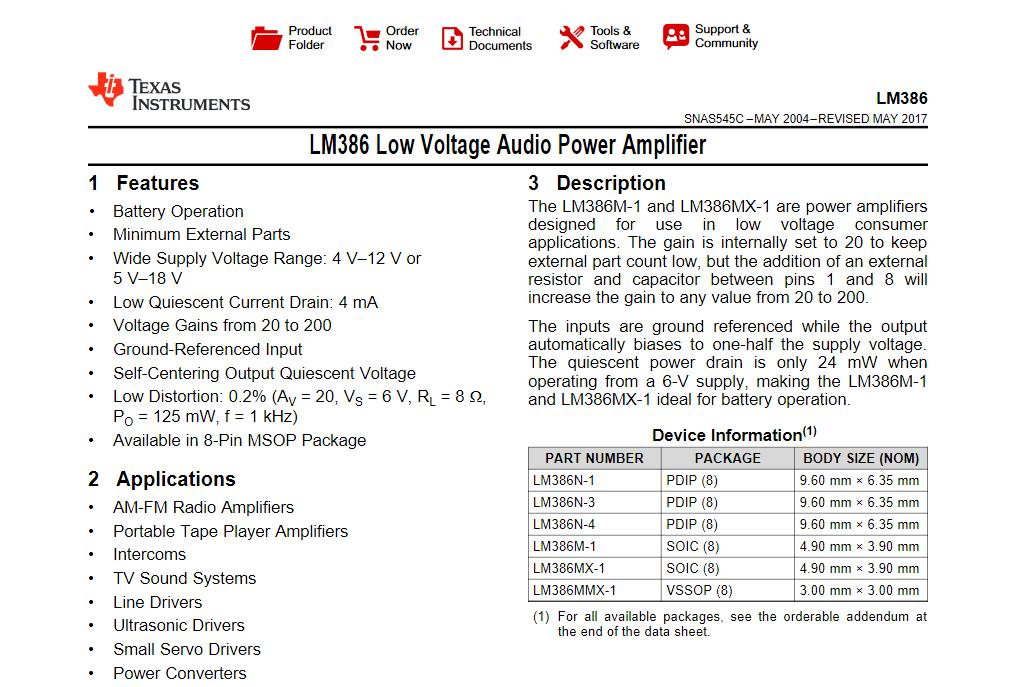 Product
Folder
Order
Now
Technical
Documents
Tools &
Software
Support &
Community
TEXAS
INSTRUMENTS
LM386
SNAS545C –MAY 2004–REVISED MAY 2017
LM386 Low Voltage Audio Power Amplifier
1 Features
• Battery Operation
• Minimum External Parts
• Wide Supply Voltage Range: 4 V–12 V or
5 V–18 V
• Low Quiescent Current Drain: 4 mA
• Voltage Gains from 20 to 200
• Ground-Referenced Input
• Self-Centering Output Quiescent Voltage
• Low Distortion: 0.2% (AV = 20, VS = 6 V, RL = 8 Ω,
PO = 125 mW, f = 1 kHz)
• Available in 8-Pin MSOP Package
2 Applications
• AM-FM Radio Amplifiers
• Portable Tape Player Amplifiers
• Intercoms
• TV Sound Systems
• Line Drivers
• Ultrasonic Drivers
• Small Servo Drivers
• Power Converters
3 Description
The LM386M-1 and LM386MX-1 are power amplifiers
designed for use in low voltage consumer
applications. The gain is internally set to 20 to keep
external part count low, but the addition of an external
resistor and capacitor between pins 1 and 8 will
increase the gain to any value from 20 to 200.
The inputs are ground referenced while the output
automatically biases to one-half the supply voltage.
The quiescent power drain is only 24 mW when
operating from a 6-V supply, making the LM386M-1
and LM386MX-1 ideal for battery operation.
Device Information(1)
PART NUMBER PACKAGE BODY SIZE (NOM)
LM386N-1 PDIP (8) 9.60 mm × 6.35 mm
LM386N-3 PDIP (8) 9.60 mm × 6.35 mm
LM386N-4 PDIP (8) 9.60 mm × 6.35 mm
LM386M-1 SOIC (8) 4.90 mm × 3.90 mm
LM386MX-1 SOIC (8) 4.90 mm × 3.90 mm
LM386MMX-1 VSSOP (8) 3.00 mm × 3.00 mm
(1) For all available packages, see the orderable addendum at
the end of the data sheet.